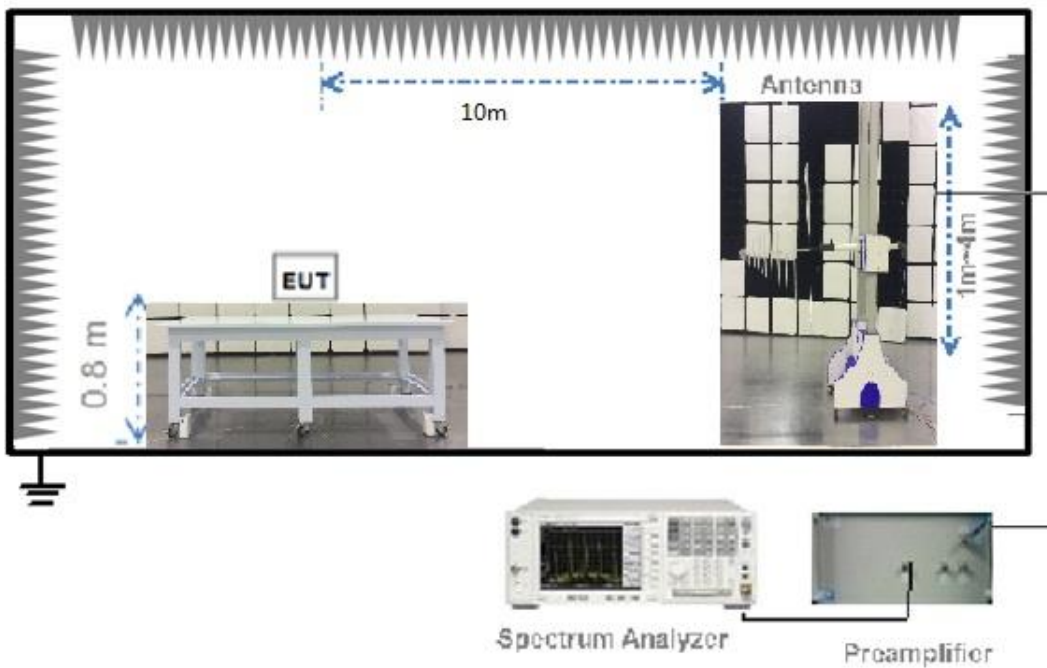 Antenna
10m
EUT
1m~4m
0.8 m
Spectrum Analyzer
Preamplifier